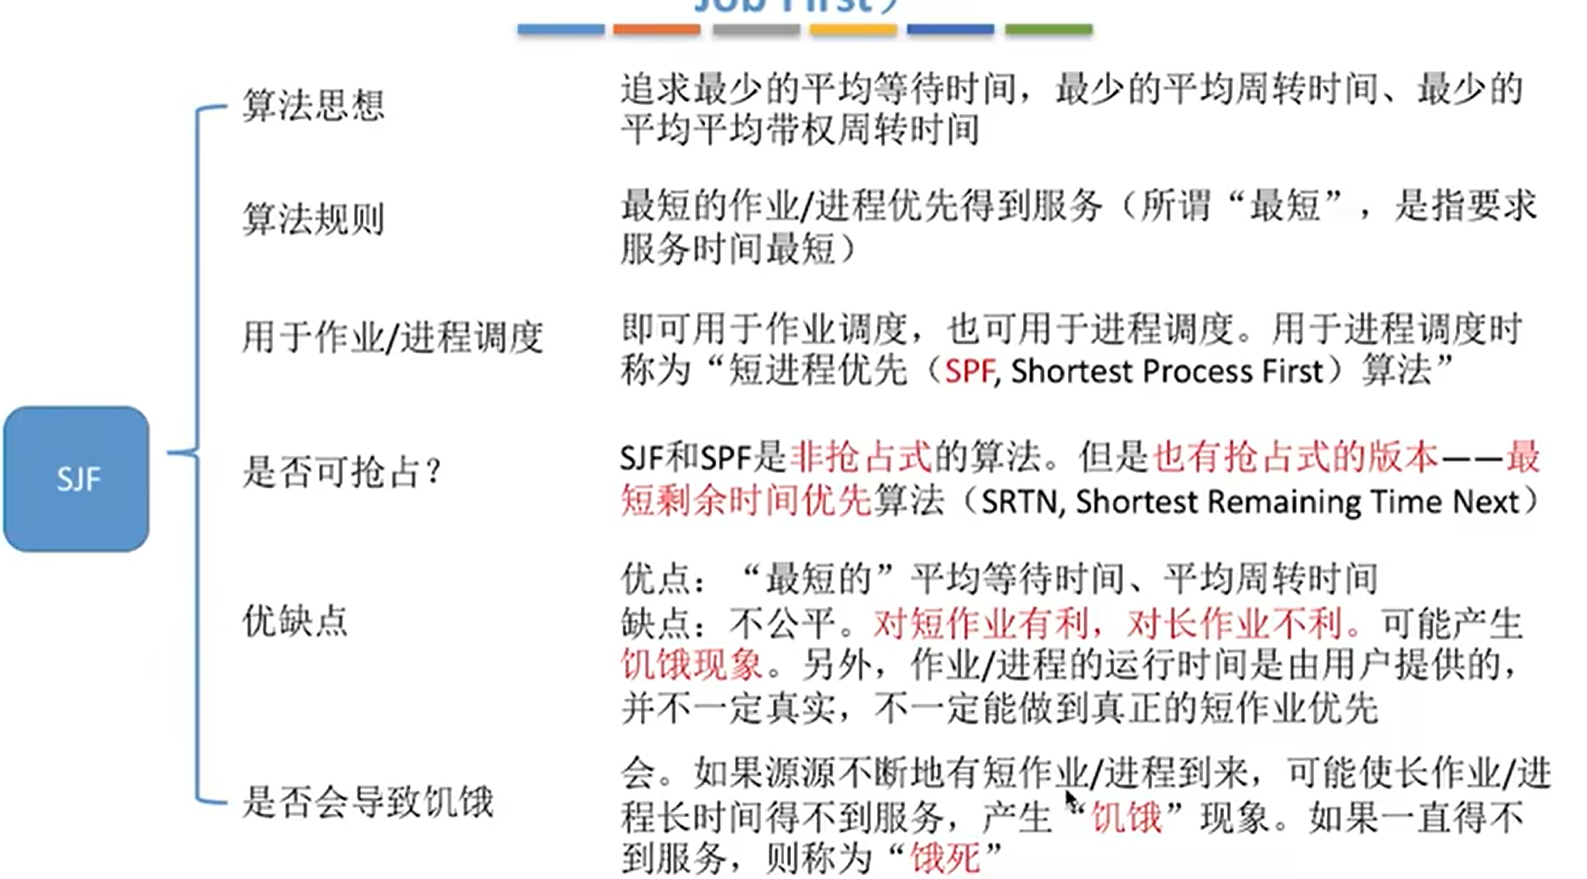 Job First）
算法思想
追求最少的平均等待时间，最少的平均周转时间、最少的
平均平均带权周转时间
算法规则
最短的作业/进程优先得到服务（所谓“最短”，是指要求
服务时间最短）
用于作业/进程调度
即可用于作业调度，也可用于进程调度。用于进程调度时
称为“短进程优先（SPF, Shortest Process First）算法”
SJF
是否可抢占？
SJF和SPF是非抢占式的算法。但是也有抢占式的版本——最
短剩余时间优先算法（SRTN, Shortest Remaining Time Next）
优缺点
优点：“最短的”平均等待时间、平均周转时间
缺点：不公平。对短作业有利，对长作业不利。可能产生
饥饿现象。另外，作业/进程的运行时间是由用户提供的，
并不一定真实，不一定能做到真正的短作业优先
是否会导致饥饿
会。如果源源不断地有短作业/进程到来，可能使长作业/进
程长时间得不到服务，产生“饥饿”现象。如果一直得不
到服务，则称为“饿死”